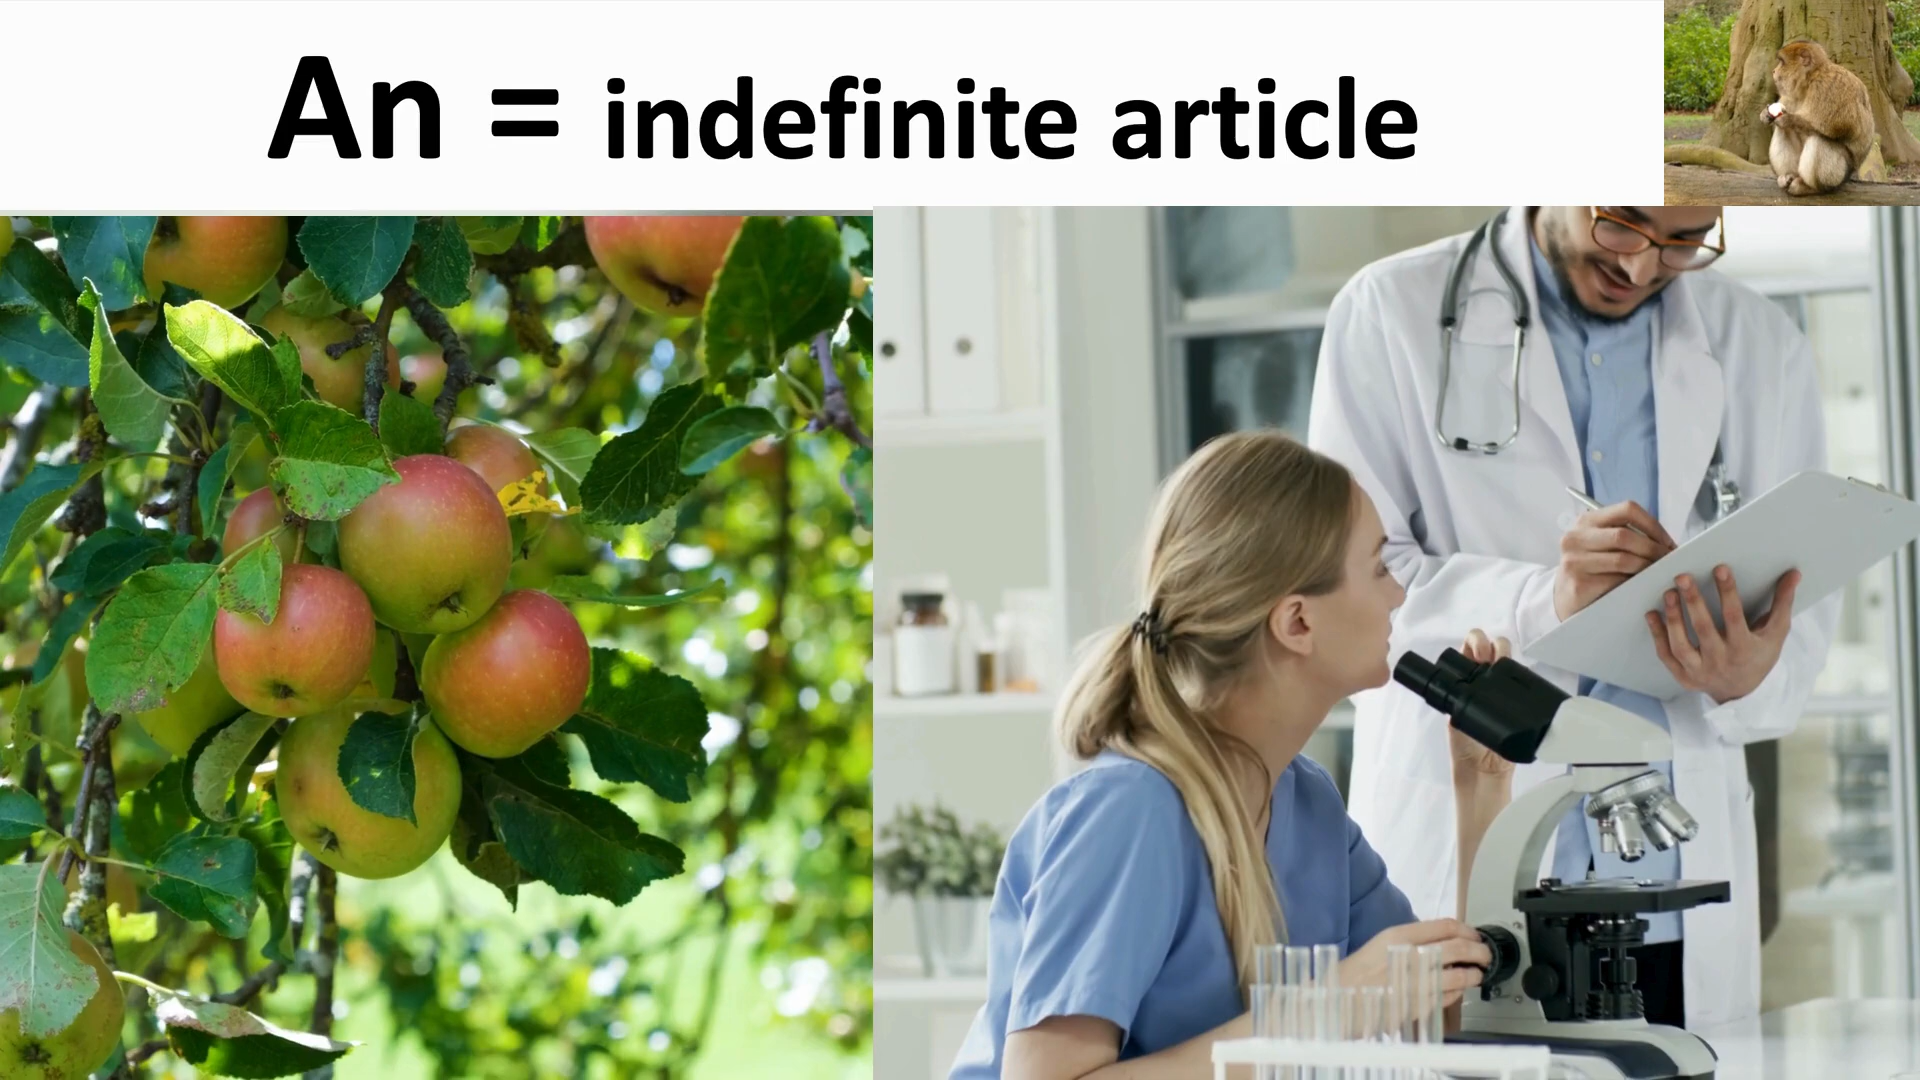 An = indefinite article